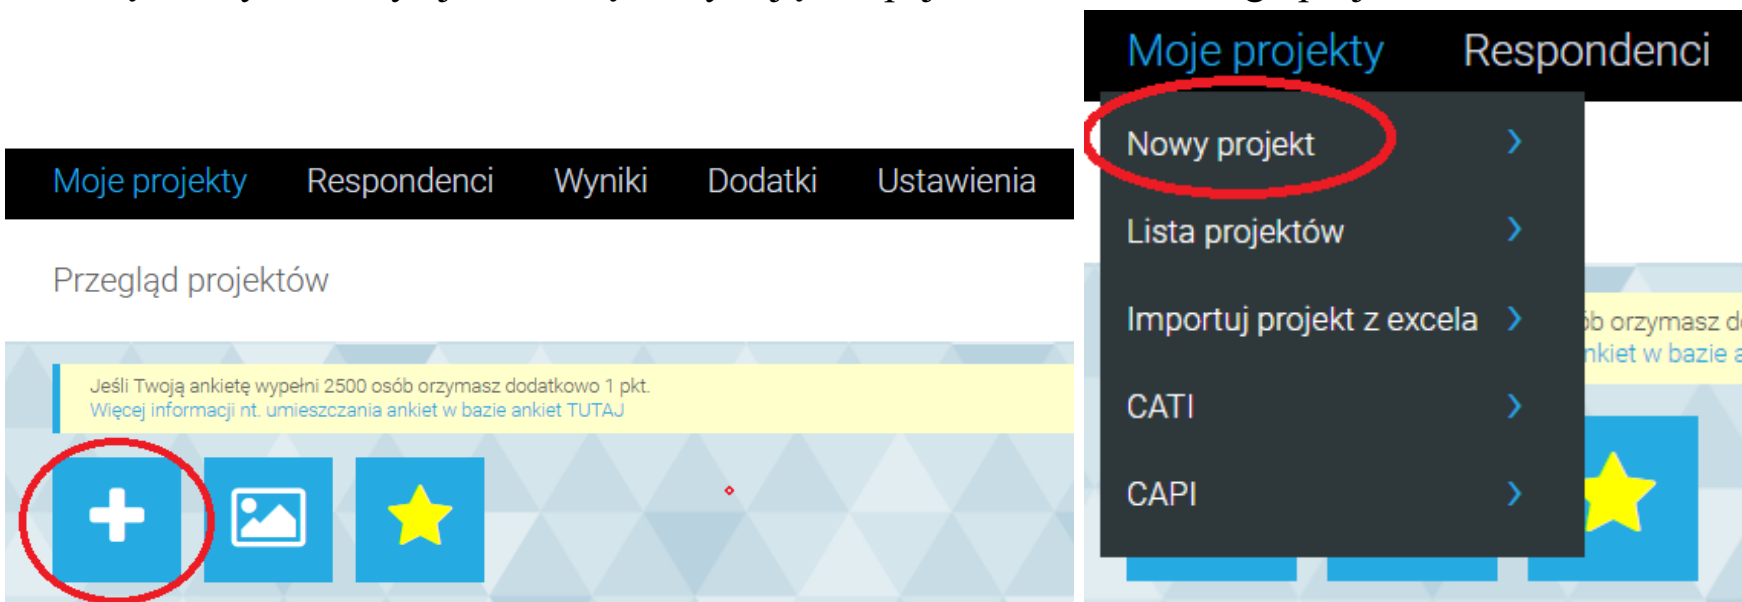 Moje projekty Respondenci Wyniki Dodatki Ustawienia
Przegląd projektów
Jeśli Twoją ankietę wypełni 2500 osób orzymasz dodatkowo 1 pkt.
Więcej informacji nt. umieszczania ankiet w bazie ankiet TUTAJ
Moje projekty Respondenci
Nowy projekt
Lista projektów
Importuj projekt z excela
CATI
CAPI
orzymasz
w bazie